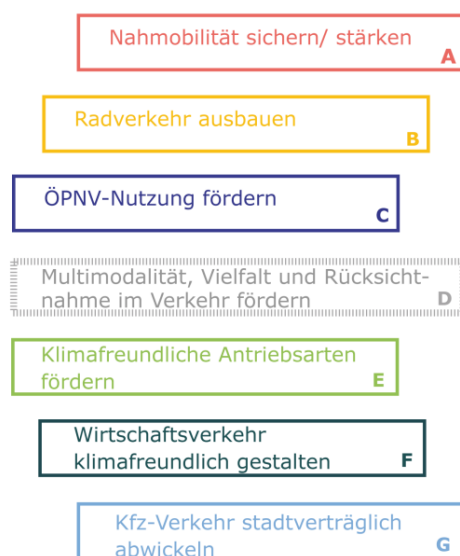 Nahmobilität sichern/ stärken
A
Radverkehr ausbauen
B
ÖPNV-Nutzung fördern
C
Multimodalität, Vielfalt und Rücksicht-
nahme im Verkehr fördern
D
Klimafreundliche Antriebsarten
fördern
E
Wirtschaftsverkehr
klimafreundlich gestalten
F
Kfz-Verkehr stadtverträglich
abwickeln
G